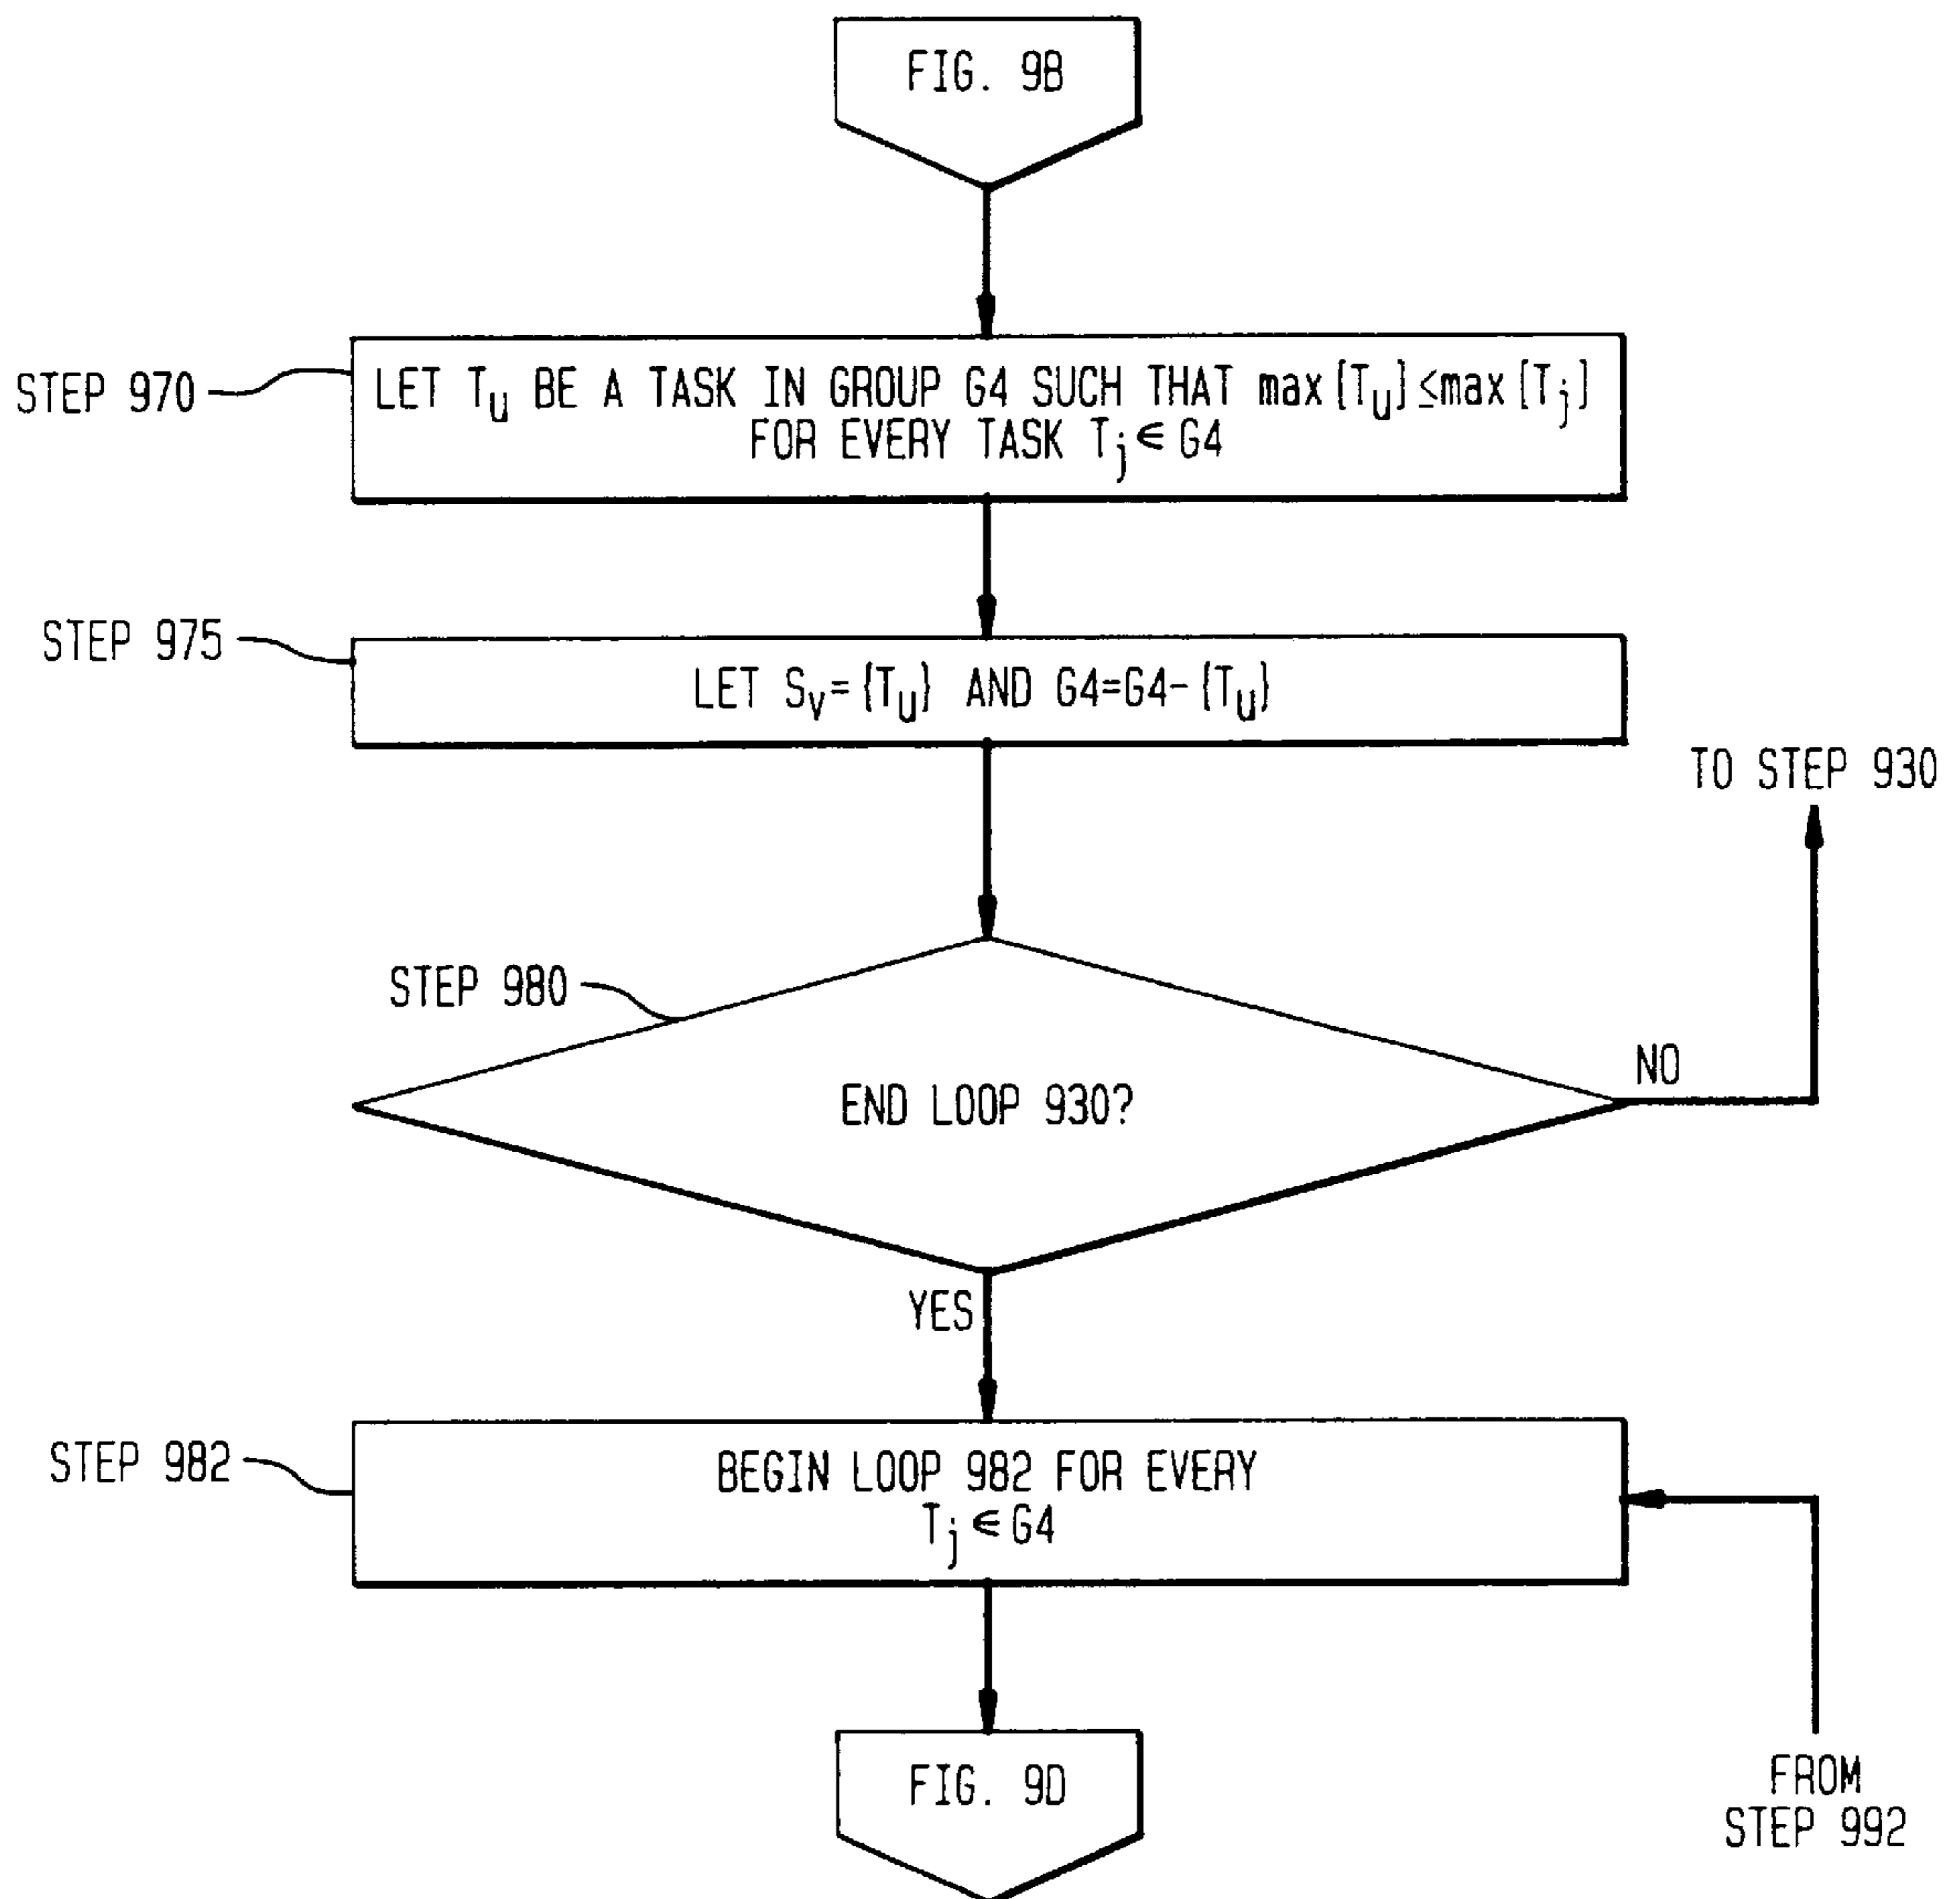 FIG. 9B
STEP 970
LET Tu BE A TASK IN GROUP G4 SUCH THAT max[Tu]≤max[Tj]
FOR EVERY TASK Tj∈G4
STEP 975
LET Sv={Tu} AND G4=G4-{Tu}
TO STEP 930
STEP 980
END LOOP 930?
NO
YES
STEP 982
BEGIN LOOP 982 FOR EVERY
Tj∈G4
FIG. 9D
FROM
STEP 992